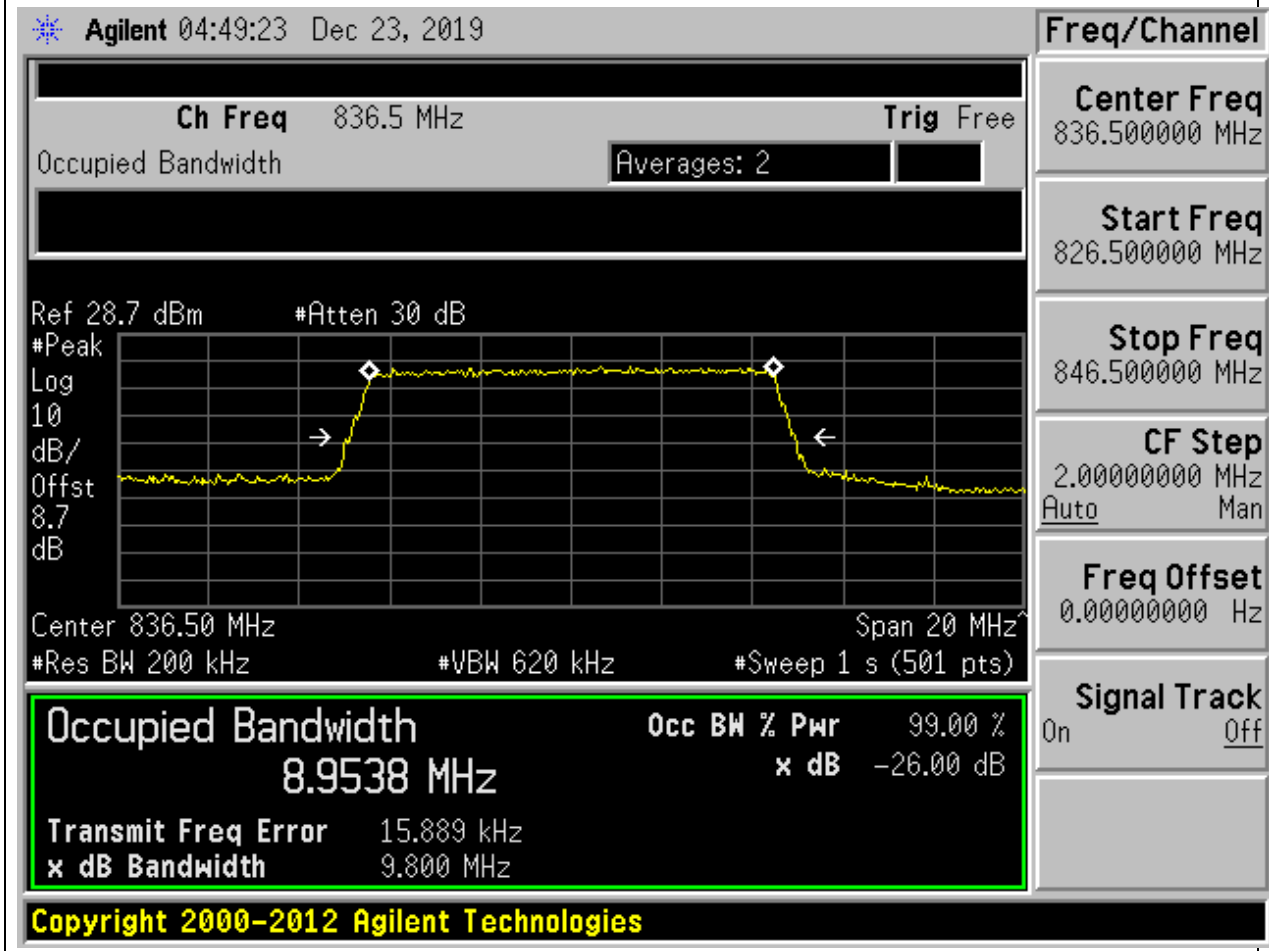 Agilent 04:49:23 Dec 23, 2019
Freq/Channel
Ch Freq 836.5 MHz Trig Free
Occupied Bandwidth Averages: 2
Ref 28.7 dBm #Atten 30 dB
#Peak
Log
10
dB/
Offst
8.7
dB
Center 836.50 MHz Span 20 MHz^
#Res BW 200 kHz #VBW 620 kHz #Sweep 1 s (501 pts)
Occupied Bandwidth Occ BW % Pwr 99.00 %
8.9538 MHz x dB -26.00 dB
Transmit Freq Error 15.889 kHz
x dB Bandwidth 9.800 MHz
Copyright 2000-2012 Agilent Technologies
Center Freq
836.500000 MHz
Start Freq
826.500000 MHz
Stop Freq
846.500000 MHz
CF Step
2.00000000 MHz
Auto Man
Freq Offset
0.00000000 Hz
Signal Track
On Off